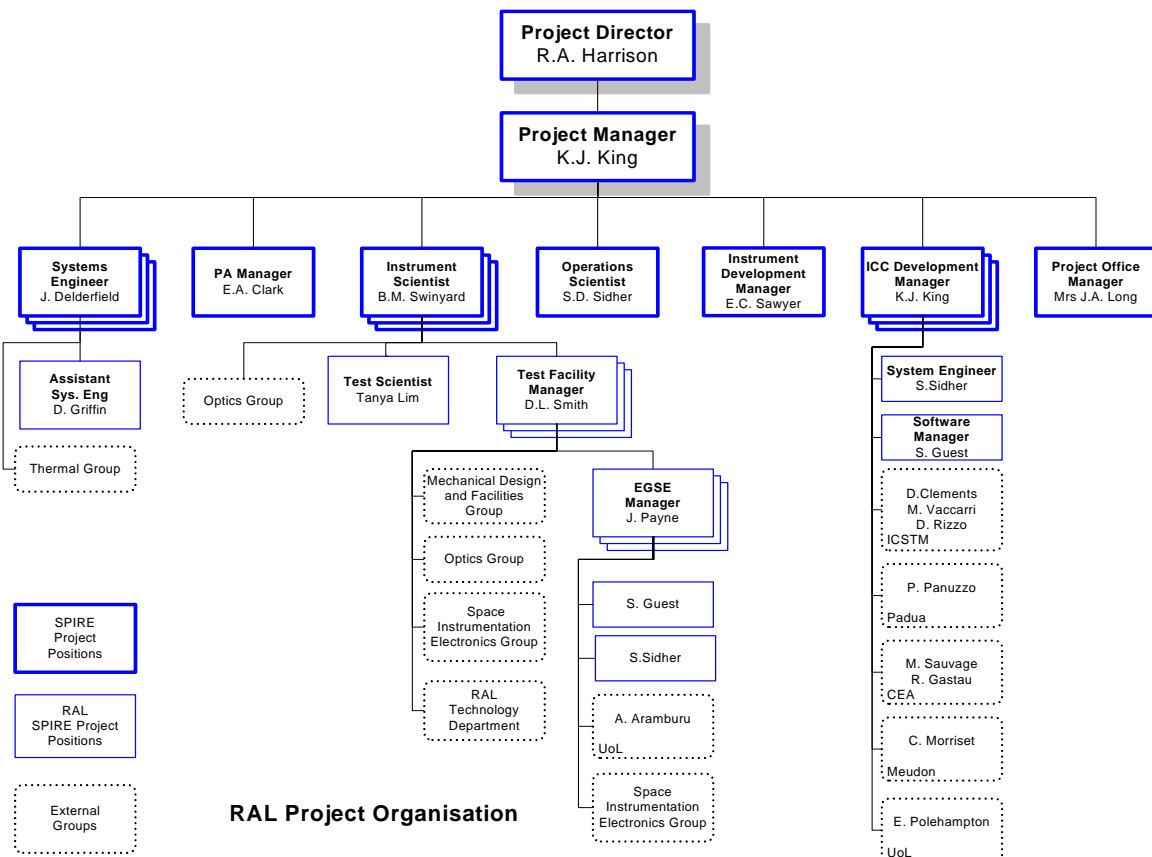 Project Director
R.A. Harrison
Project Manager
K.J. King
Systems
Engineer
J. Delderfield
PA Manager
E.A. Clark
Instrument
Scientist
B.M. Swinyard
Operations
Scientist
S.D. Sidher
Instrument
Development
Manager
E.C. Sawyer
ICC Development
Manager
K.J. King
Project Office
Manager
Mrs J.A. Long
Assistant
Sys. Eng
D. Griffin
Thermal Group
Optics Group
Test Scientist
Tanya Lim
Test Facility
Manager
D.L. Smith
Mechanical Design
and Facilities
Group
Optics Group
Space
Instrumentation
Electronics Group
RAL
Technology
Department
EGSE
Manager
J. Payne
S. Guest
S.Sidher
A. Aramburu
UoL
Space
Instrumentation
Electronics Group
System Engineer
S.Sidher
Software
Manager
S. Guest
D.Clements
M. Vaccarri
D. Rizzo
ICSTM
P. Panuzzo
Padua
M. Sauvage
R. Gastau
CEA
C. Morriset
Meudon
E. Polehampton
UoL
SPIRE
Project
Positions
RAL
SPIRE Project
Positions
External
Groups
RAL Project Organisation